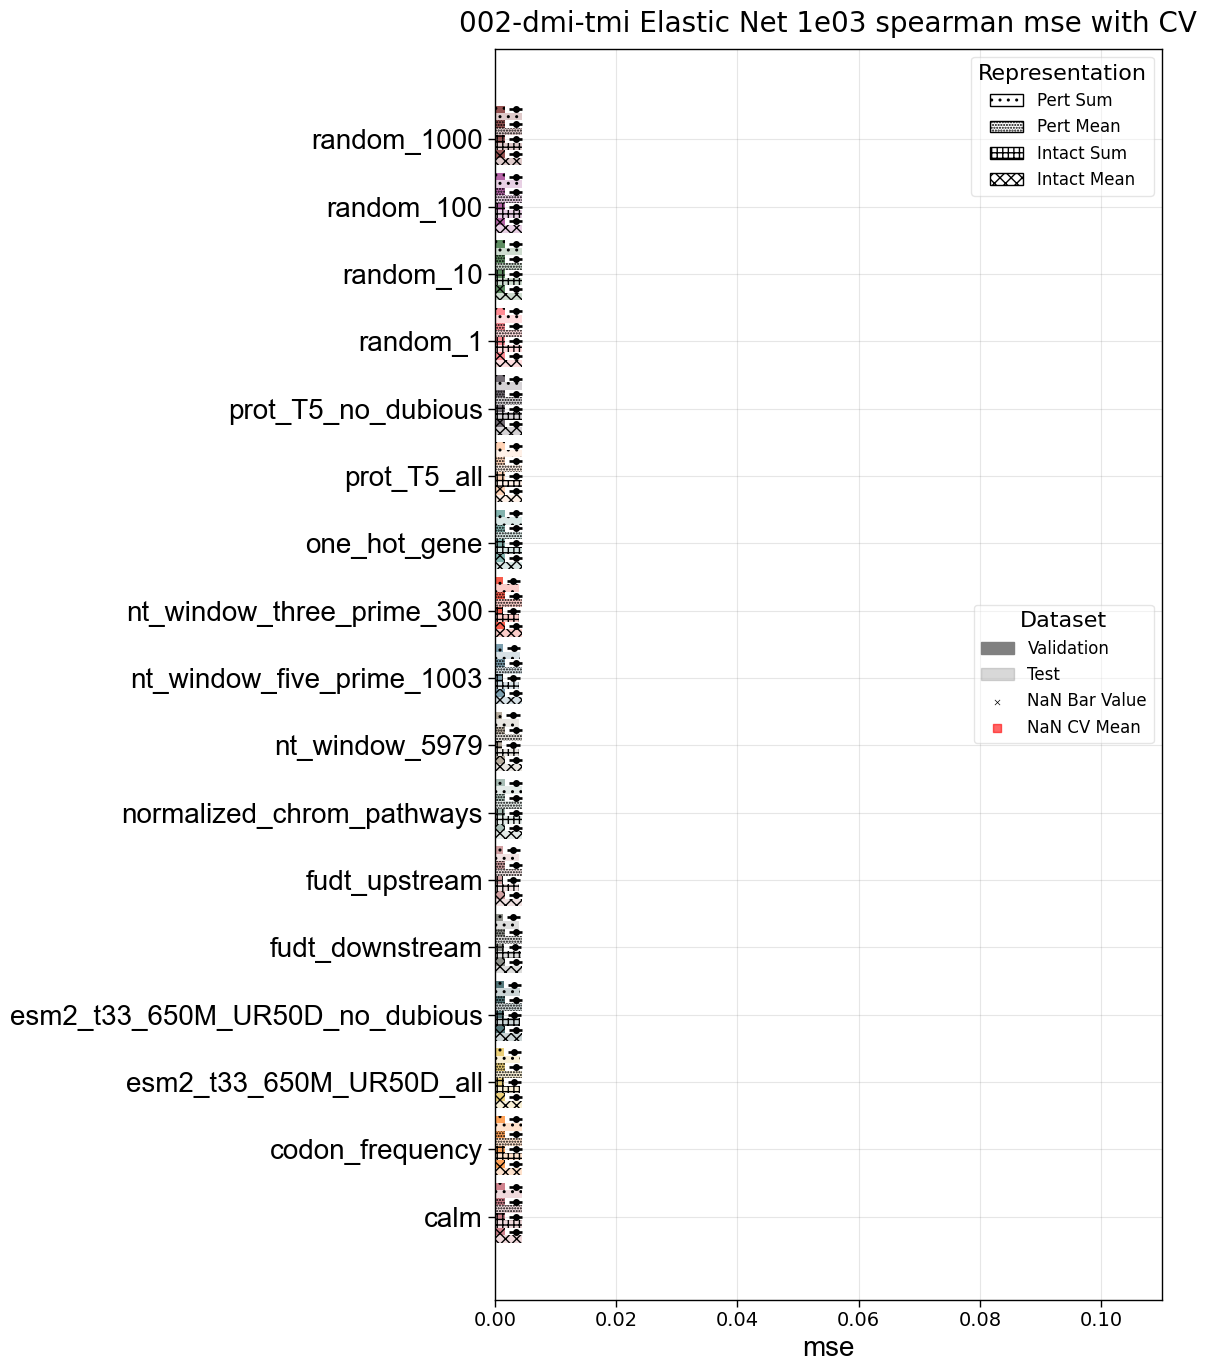 002-dmi-tmi Elastic Net 1e03 spearman mse with CV
Representation
Pert Sum
Pert Mean
Intact Sum
Intact Mean
random_1000
random_100
random_10
random_1
prot_T5_no_dubious
prot_T5_all
one_hot_gene
nt_window_three_prime_300
nt_window_five_prime_1003
nt_window_5979
normalized_chrom_pathways
fudt_upstream
fudt_downstream
esm2_t33_650M_UR50D_no_dubious
esm2_t33_650M_UR50D_all
codon_frequency
calm
Dataset
Validation
Test
NaN Bar Value
NaN CV Mean
0.00 0.02 0.04 0.06 0.08 0.10
mse